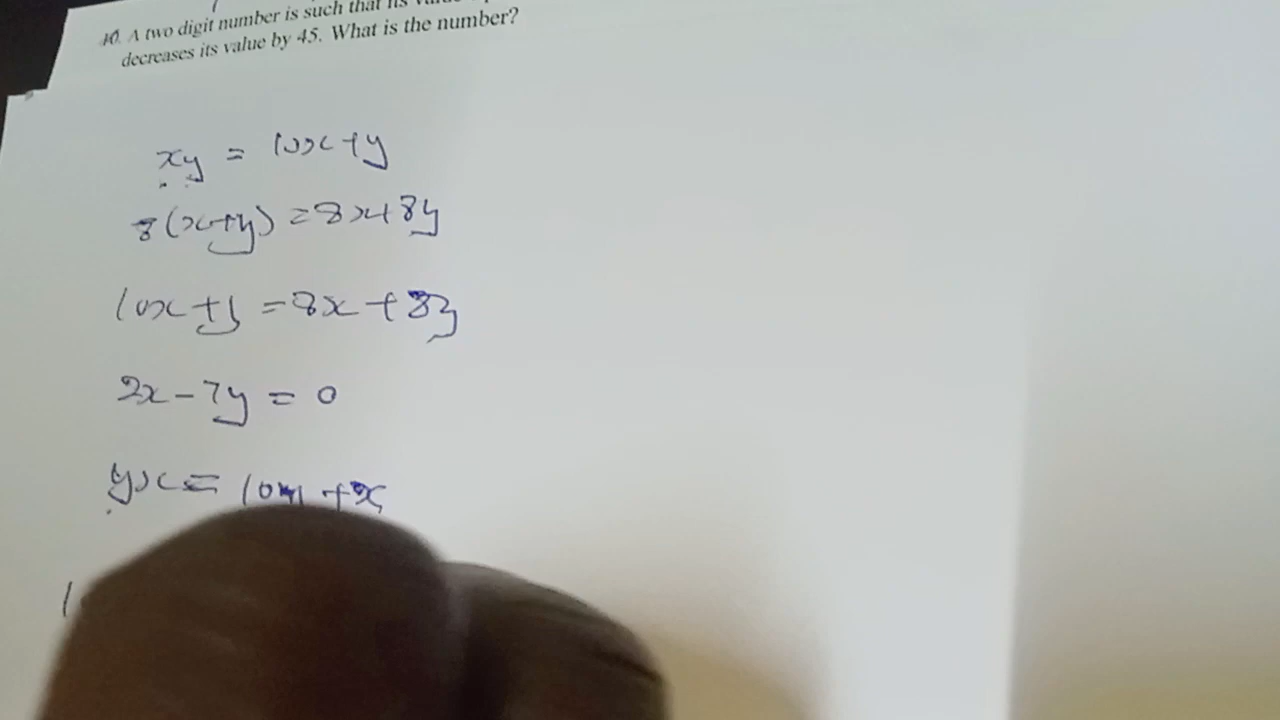 10. A two digit number is such that its
decreases its value by 45. What is the number?
xy = 10x + y
8(x+y) = 8x + 8y
10x + y = 8x + 8y
2x - 7y = 0
yx = 10y + x